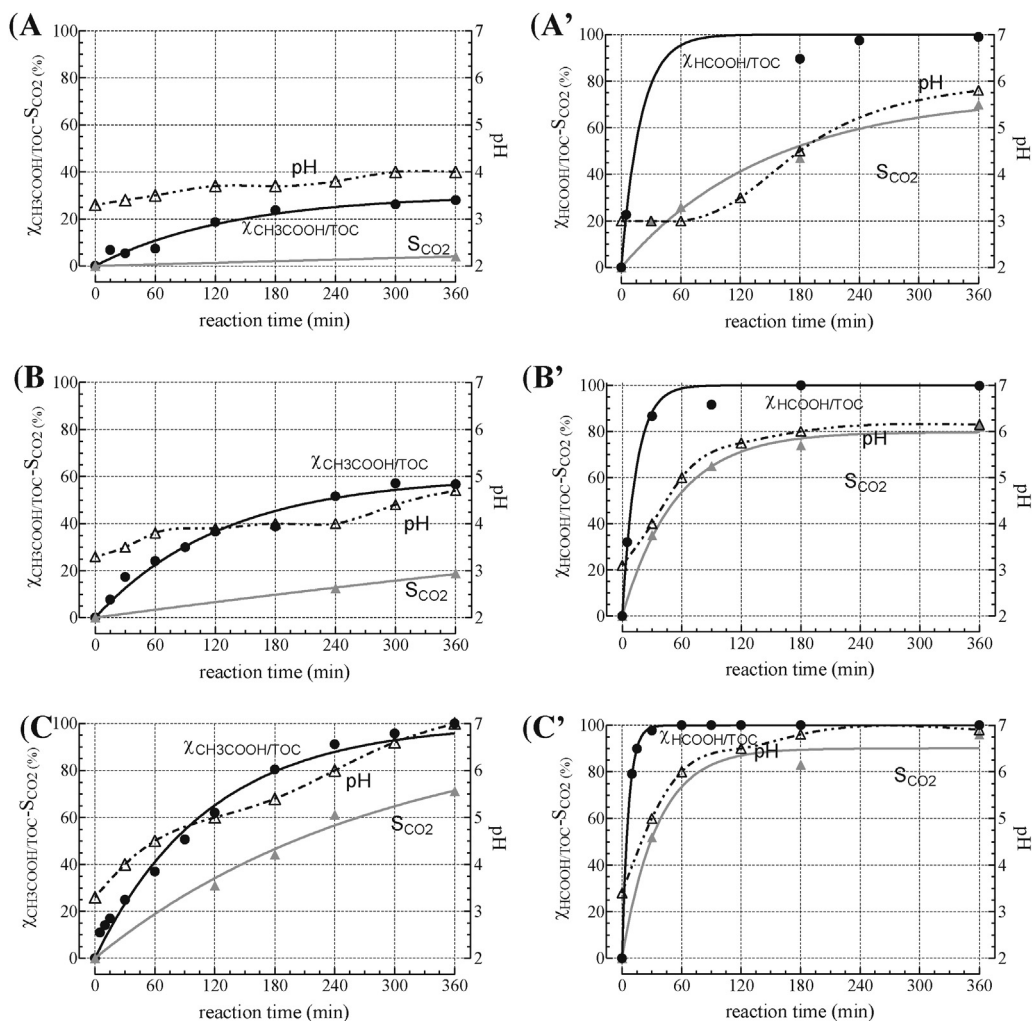 (A
χCH3COOH/TOC-SCO2 (%)
100
80
60
40
20
0
pH
χCH3COOH/TOC
SCO2
7
6
5
4
3
2
pH
0 60 120 180 240 300 360
reaction time (min)
(A’
χHCOOH/TOC-SCO2 (%)
100
80
60
40
20
0
χHCOOH/TOC
pH
SCO2
7
6
5
4
3
2
pH
0 60 120 180 240 300 360
reaction time (min)
(B
χCH3COOH/TOC-SCO2 (%)
100
80
60
40
20
0
χCH3COOH/TOC
pH
SCO2
7
6
5
4
3
2
pH
0 60 120 180 240 300 360
reaction time (min)
(B’
χHCOOH/TOC-SCO2 (%)
100
80
60
40
20
0
χHCOOH/TOC
pH
SCO2
7
6
5
4
3
2
pH
0 60 120 180 240 300 360
reaction time (min)
(C
χCH3COOH/TOC-SCO2 (%)
100
80
60
40
20
0
χCH3COOH/TOC
pH
SCO2
7
6
5
4
3
2
pH
0 60 120 180 240 300 360
reaction time (min)
(C’
χHCOOH/TOC-SCO2 (%)
100
80
60
40
20
0
χHCOOH/TOC
pH
SCO2
7
6
5
4
3
2
pH
0 60 120 180 240 300 360
reaction time (min)